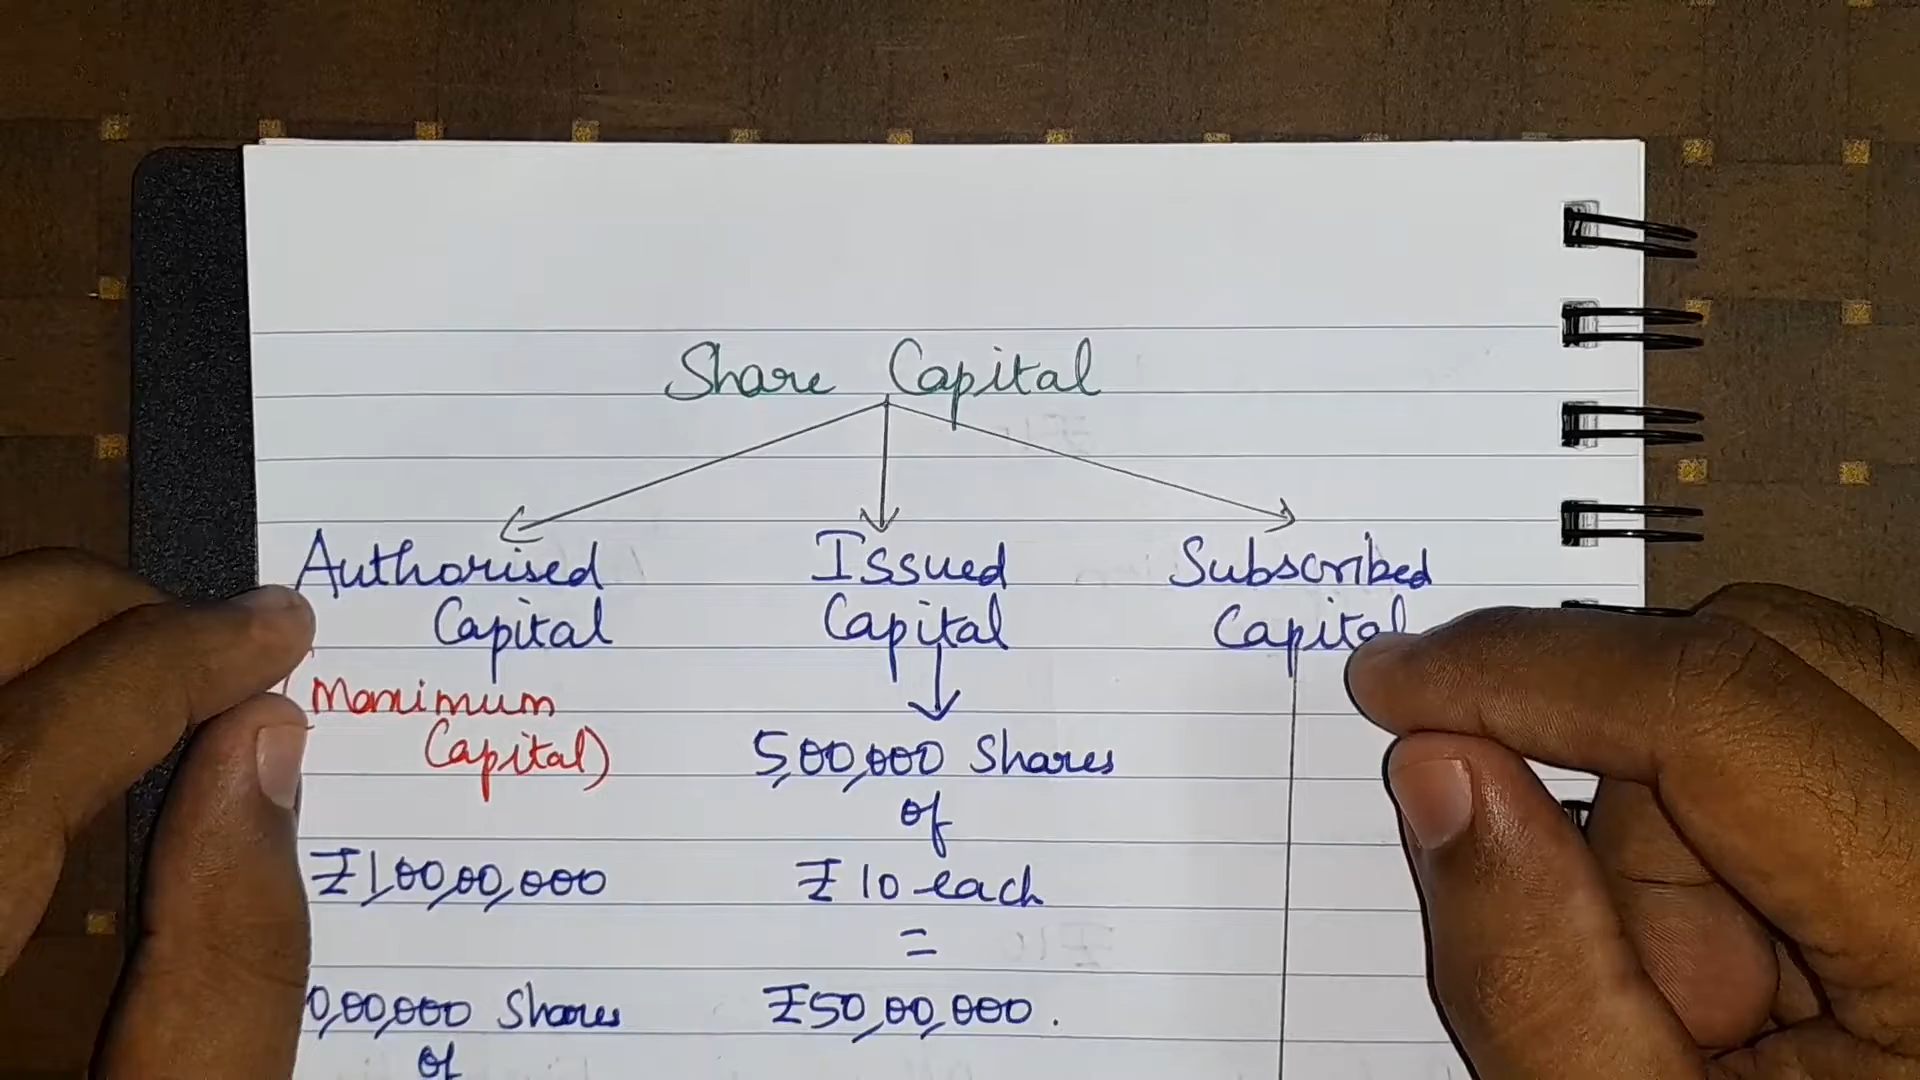 Share Capital
Authorised
Capital
(Maximum
Capital)
₹1,00,00,000
0,00,000 Shares
of
Issued
Capital
5,00,000 Shares
of
₹10 each
=
₹50,00,000.
Subscribed
Capital